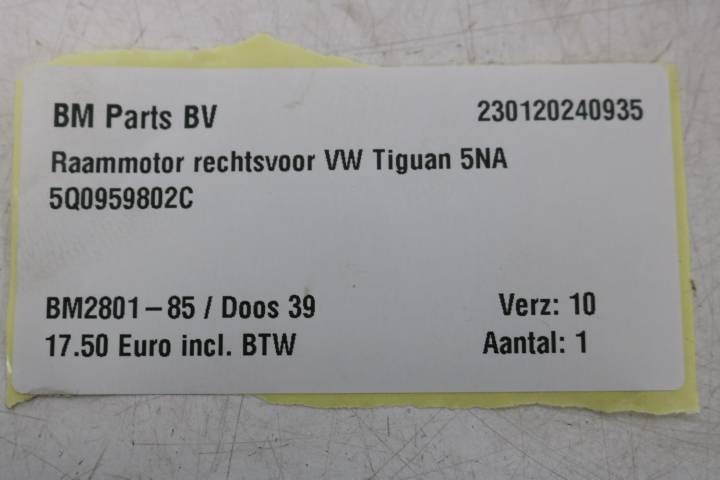 BM Parts BV 230120240935
Raammotor rechtsvoor VW Tiguan 5NA
5Q0959802C
BM2801-85 / Doos 39 Verz: 10
17.50 Euro incl. BTW Aantal: 1